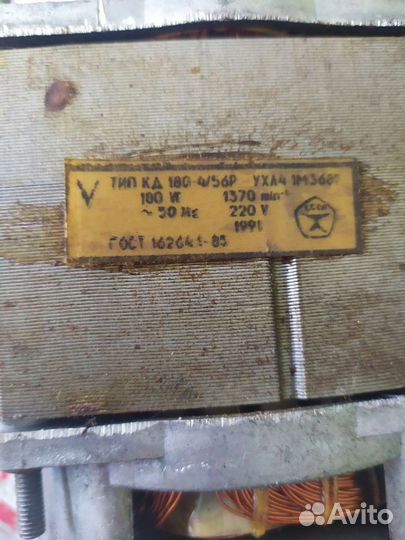 V ТИП КД 180-4/56Р УХЛ4 1М3681
180 W 1370 min⁻¹
~ 50 Hz 220 V
1991
ГОСТ 16264.1-85
Avito